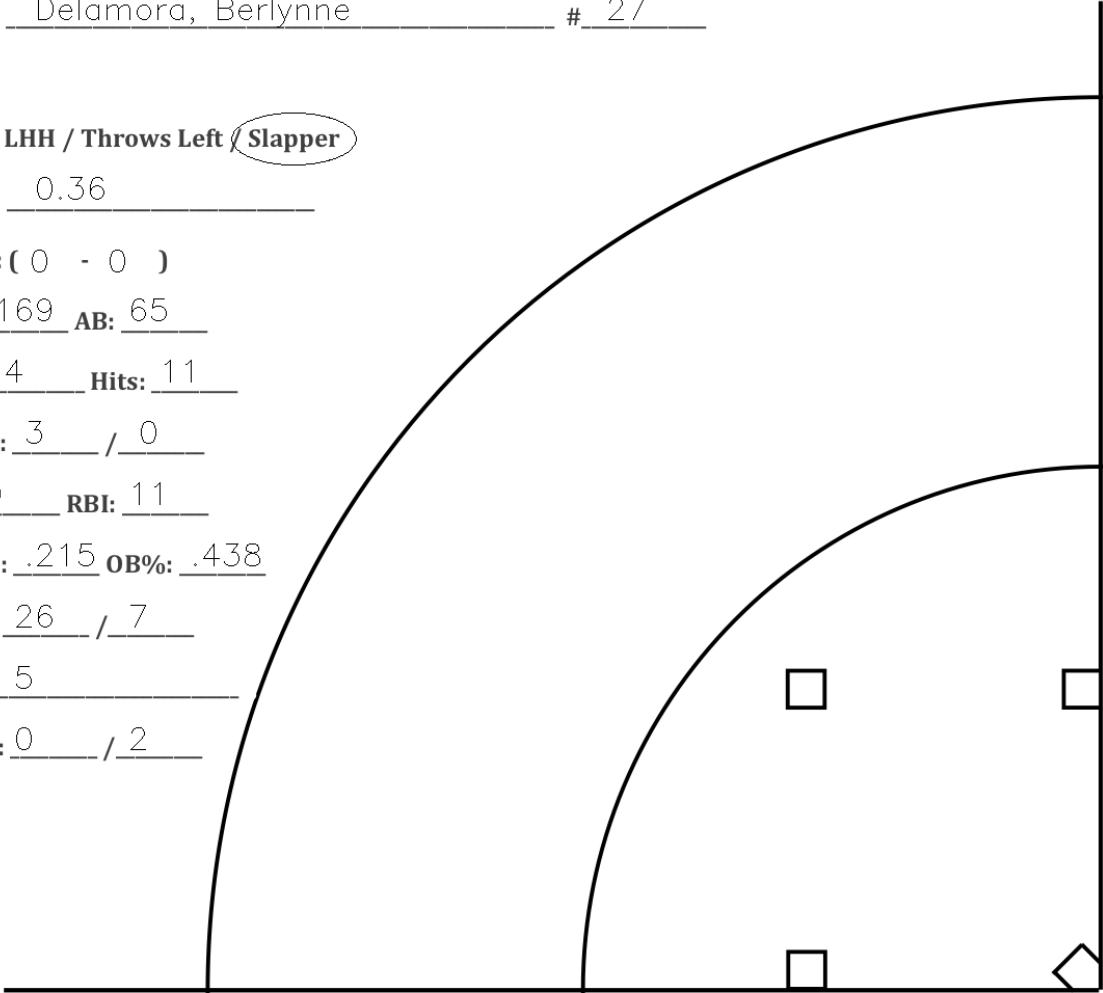 Delamora, Berlynne # 27
LHH / Throws Left / Slapper
0.36
: ( 0 - 0 )
169 AB: 65
4 Hits: 11
: 3 / 0
RBI: 11
: .215 OB%: .438
26 / 7
5
: 0 / 2